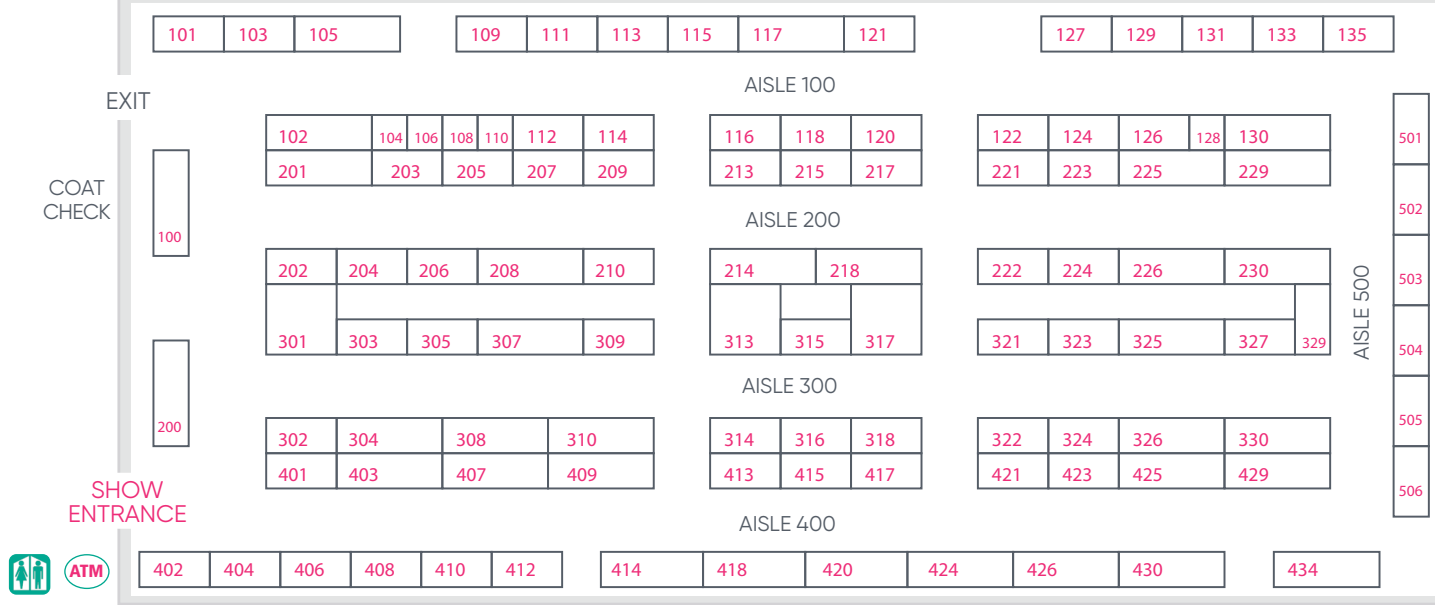 101 103 105 109 111 113 115 117 121 127 129 131 133 135
AISLE 100
EXIT
102 104 106 108 110 112 114 116 118 120 122 124 126 128 130
501
201 203 205 207 209 213 215 217 221 223 225 229
COAT
CHECK
100
502
AISLE 200
202 204 206 208 210 214 218 222 224 226 230
503
AISLE 500
301 303 305 307 309 313 315 317 321 323 325 327 329
504
AISLE 300
200
505
302 304 308 310 314 316 318 322 324 326 330
401 403 407 409 413 415 417 421 423 425 429
506
SHOW
ENTRANCE
AISLE 400
ATM
402 404 406 408 410 412 414 418 420 424 426 430 434